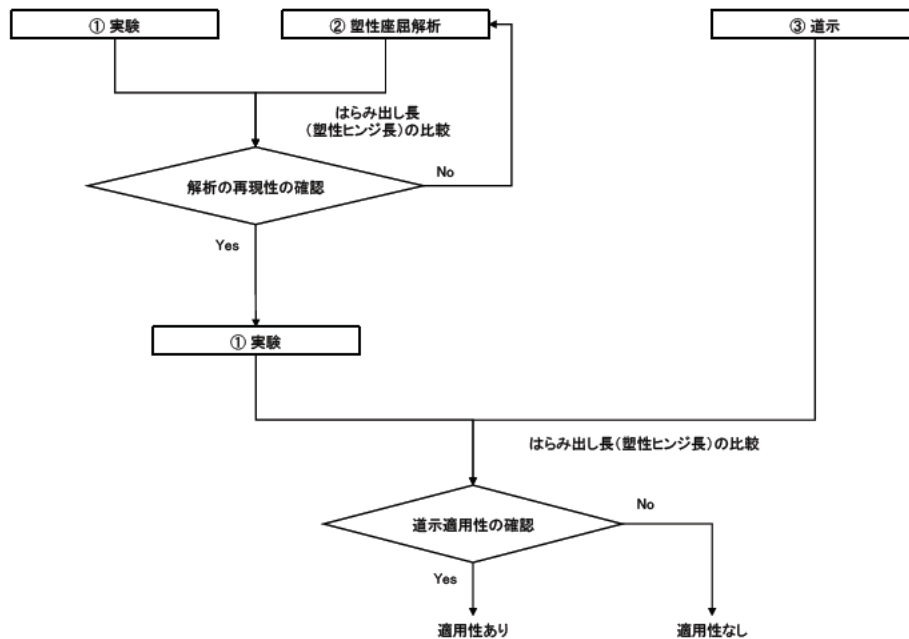 ① 実験
② 塑性座屈解析
③ 道示
はらみ出し長
（塑性ヒンジ長）の比較
解析の再現性の確認
No
Yes
① 実験
はらみ出し長（塑性ヒンジ長）の比較
道示適用性の確認
No
Yes
適用性あり
適用性なし